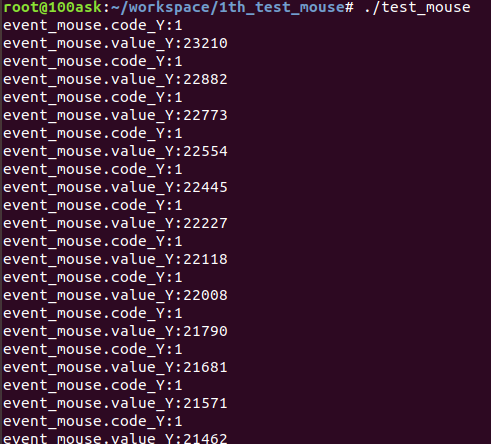 root@100ask:~/workspace/1th_test_mouse# ./test_mouse
event_mouse.code_Y:1
event_mouse.value_Y:23210
event_mouse.code_Y:1
event_mouse.value_Y:22882
event_mouse.code_Y:1
event_mouse.value_Y:22773
event_mouse.code_Y:1
event_mouse.value_Y:22554
event_mouse.code_Y:1
event_mouse.value_Y:22445
event_mouse.code_Y:1
event_mouse.value_Y:22227
event_mouse.code_Y:1
event_mouse.value_Y:22118
event_mouse.code_Y:1
event_mouse.value_Y:22008
event_mouse.code_Y:1
event_mouse.value_Y:21790
event_mouse.code_Y:1
event_mouse.value_Y:21681
event_mouse.code_Y:1
event_mouse.value_Y:21571
event_mouse.code_Y:1
event_mouse.value_Y:21462